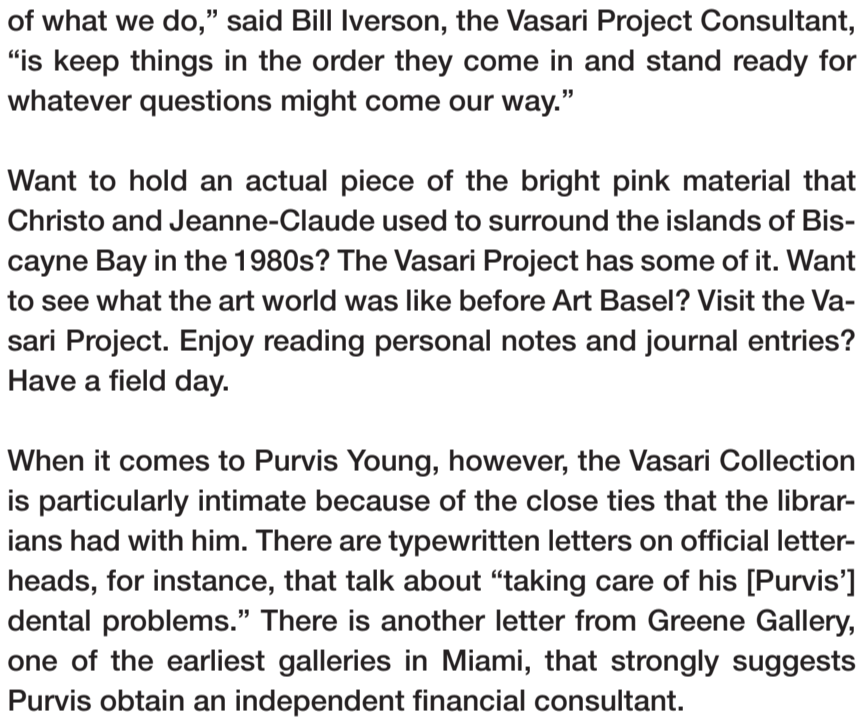 of what we do,” said Bill Iverson, the Vasari Project Consultant,
“is keep things in the order they come in and stand ready for
whatever questions might come our way.”
Want to hold an actual piece of the bright pink material that
Christo and Jeanne-Claude used to surround the islands of Bis-
cayne Bay in the 1980s? The Vasari Project has some of it. Want
to see what the art world was like before Art Basel? Visit the Va-
sari Project. Enjoy reading personal notes and journal entries?
Have a field day.
When it comes to Purvis Young, however, the Vasari Collection
is particularly intimate because of the close ties that the librar-
ians had with him. There are typewritten letters on official letter-
heads, for instance, that talk about “taking care of his [Purvis’]
dental problems.” There is another letter from Greene Gallery,
one of the earliest galleries in Miami, that strongly suggests
Purvis obtain an independent financial consultant.